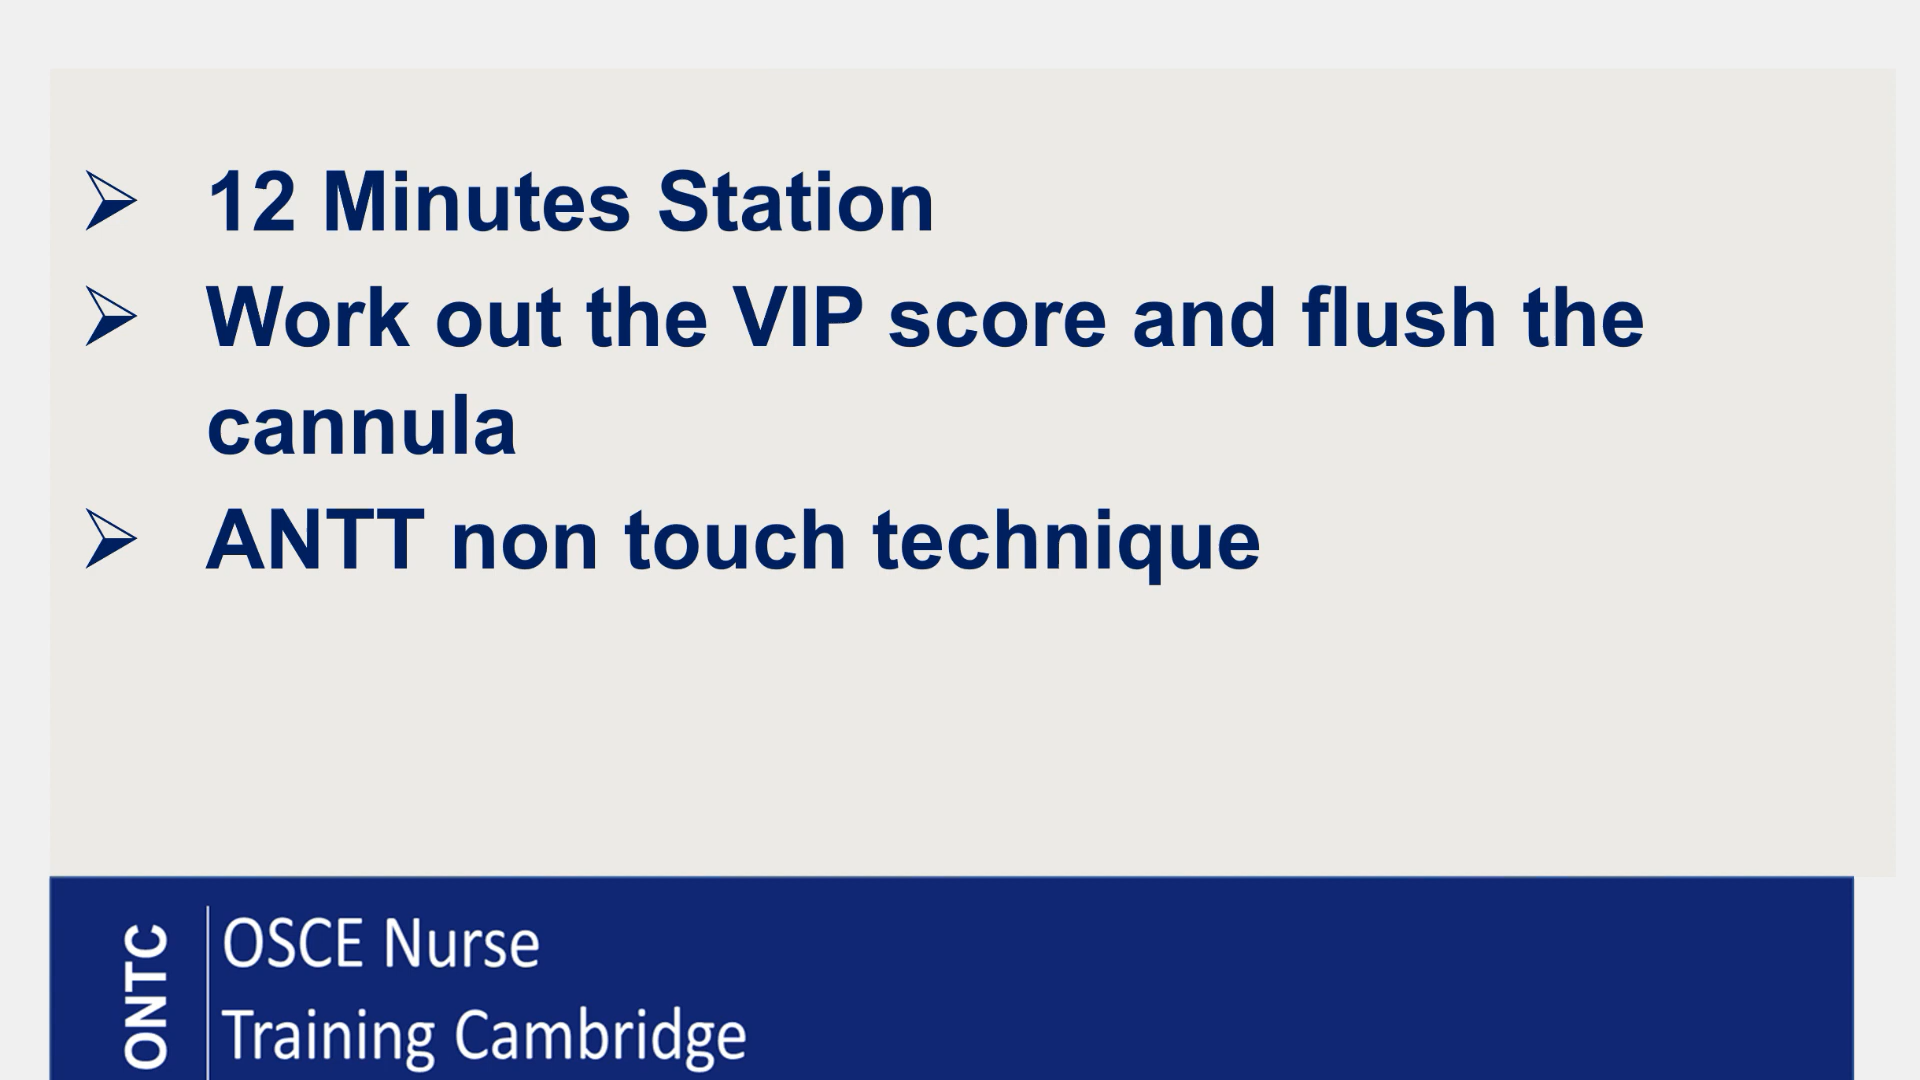 12 Minutes Station
Work out the VIP score and flush the
cannula
ANTT non touch technique
ONTC
OSCE Nurse
Training Cambridge